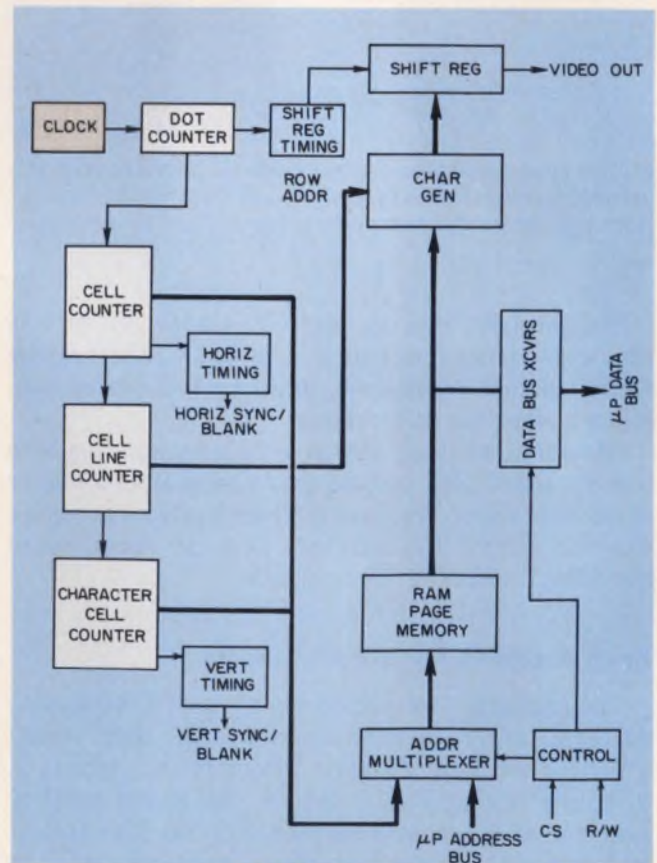 SHIFT REG
VIDEO OUT
CLOCK
DOT
COUNTER
SHIFT
REG
TIMING
ROW
ADDR
CHAR
GEN
CELL
COUNTER
HORIZ
TIMING
HORIZ SYNC/
BLANK
DATA BUS XCVRS
μP DATA
BUS
CELL
LINE
COUNTER
CHARACTER
CELL
COUNTER
RAM
PAGE
MEMORY
VERT
TIMING
VERT SYNC/
BLANK
ADDR
MULTIPLEXER
CONTROL
μP ADDRESS
BUS
CS
R/W